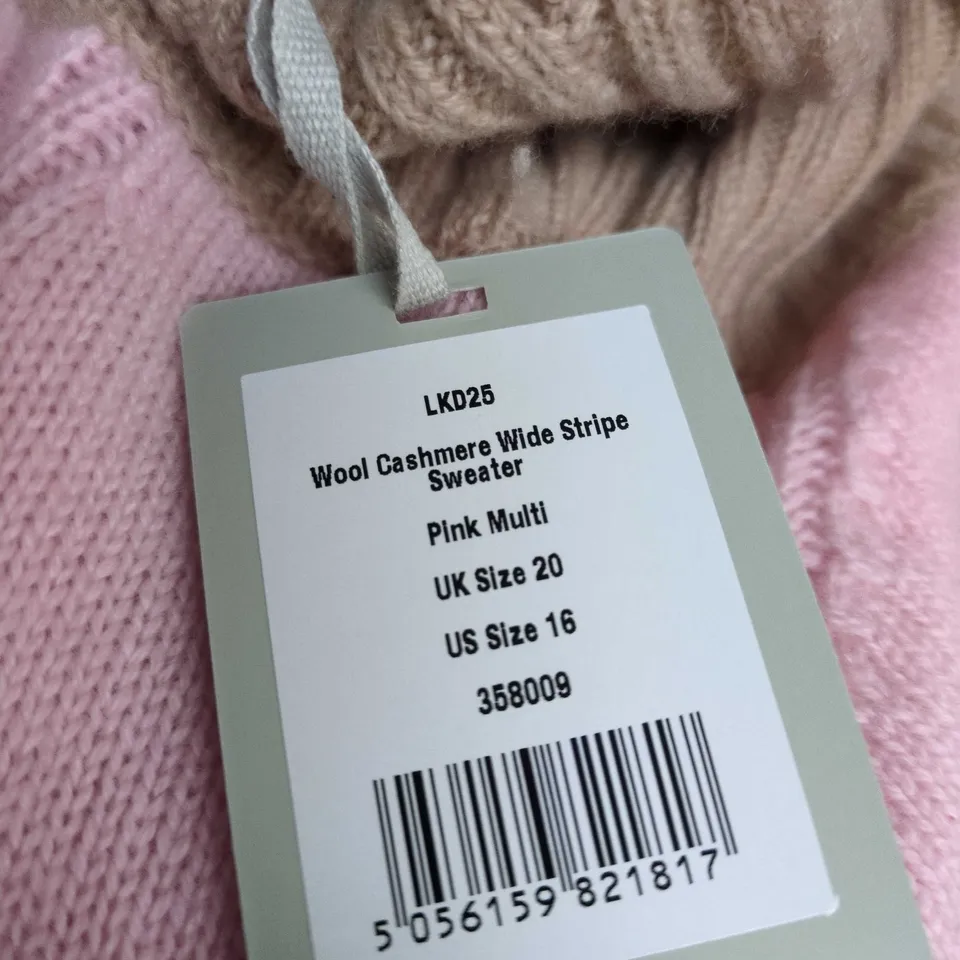 LKD25
Wool Cashmere Wide Stripe
Sweater
Pink Multi
UK Size 20
US Size 16
358009
5 056159 821817